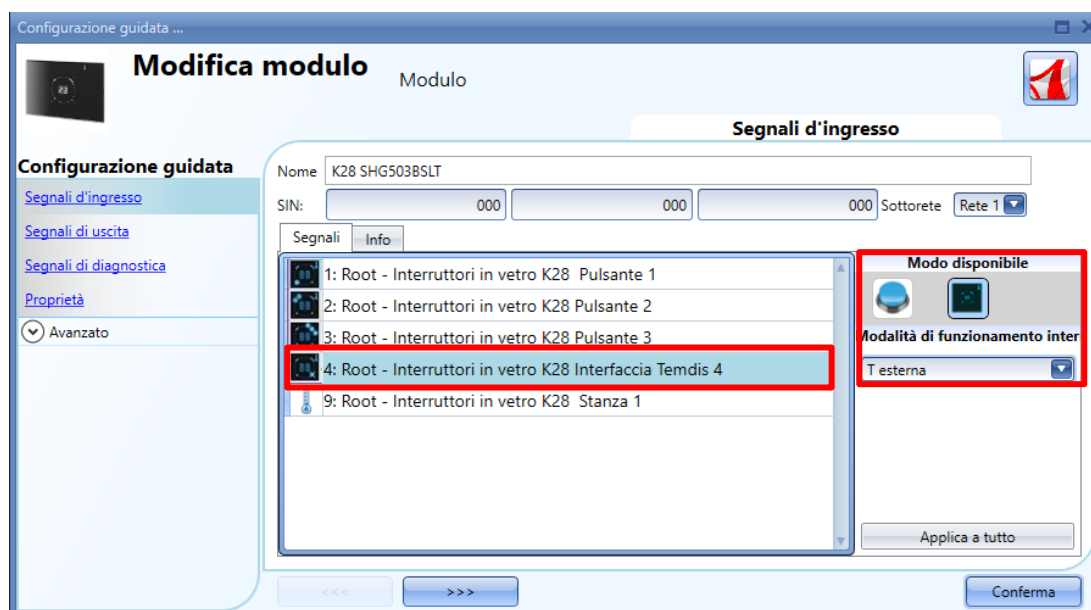 Configurazione guidata ...
Modifica modulo
Modulo
Segnali d'ingresso
Configurazione guidata
Segnali d'ingresso
Segnali di uscita
Segnali di diagnostica
Proprietà
Avanzato
Nome K28 SHG503BSLT
SIN: 000 000 000 Sottorete Rete 1
Segnali Info
1: Root - Interruttori in vetro K28 Pulsante 1
2: Root - Interruttori in vetro K28 Pulsante 2
3: Root - Interruttori in vetro K28 Pulsante 3
4: Root - Interruttori in vetro K28 Interfaccia Temdis 4
9: Root - Interruttori in vetro K28 Stanza 1
Modo disponibile
Modalità di funzionamento inter
T esterna
Applica a tutto
<<< >>> Conferma